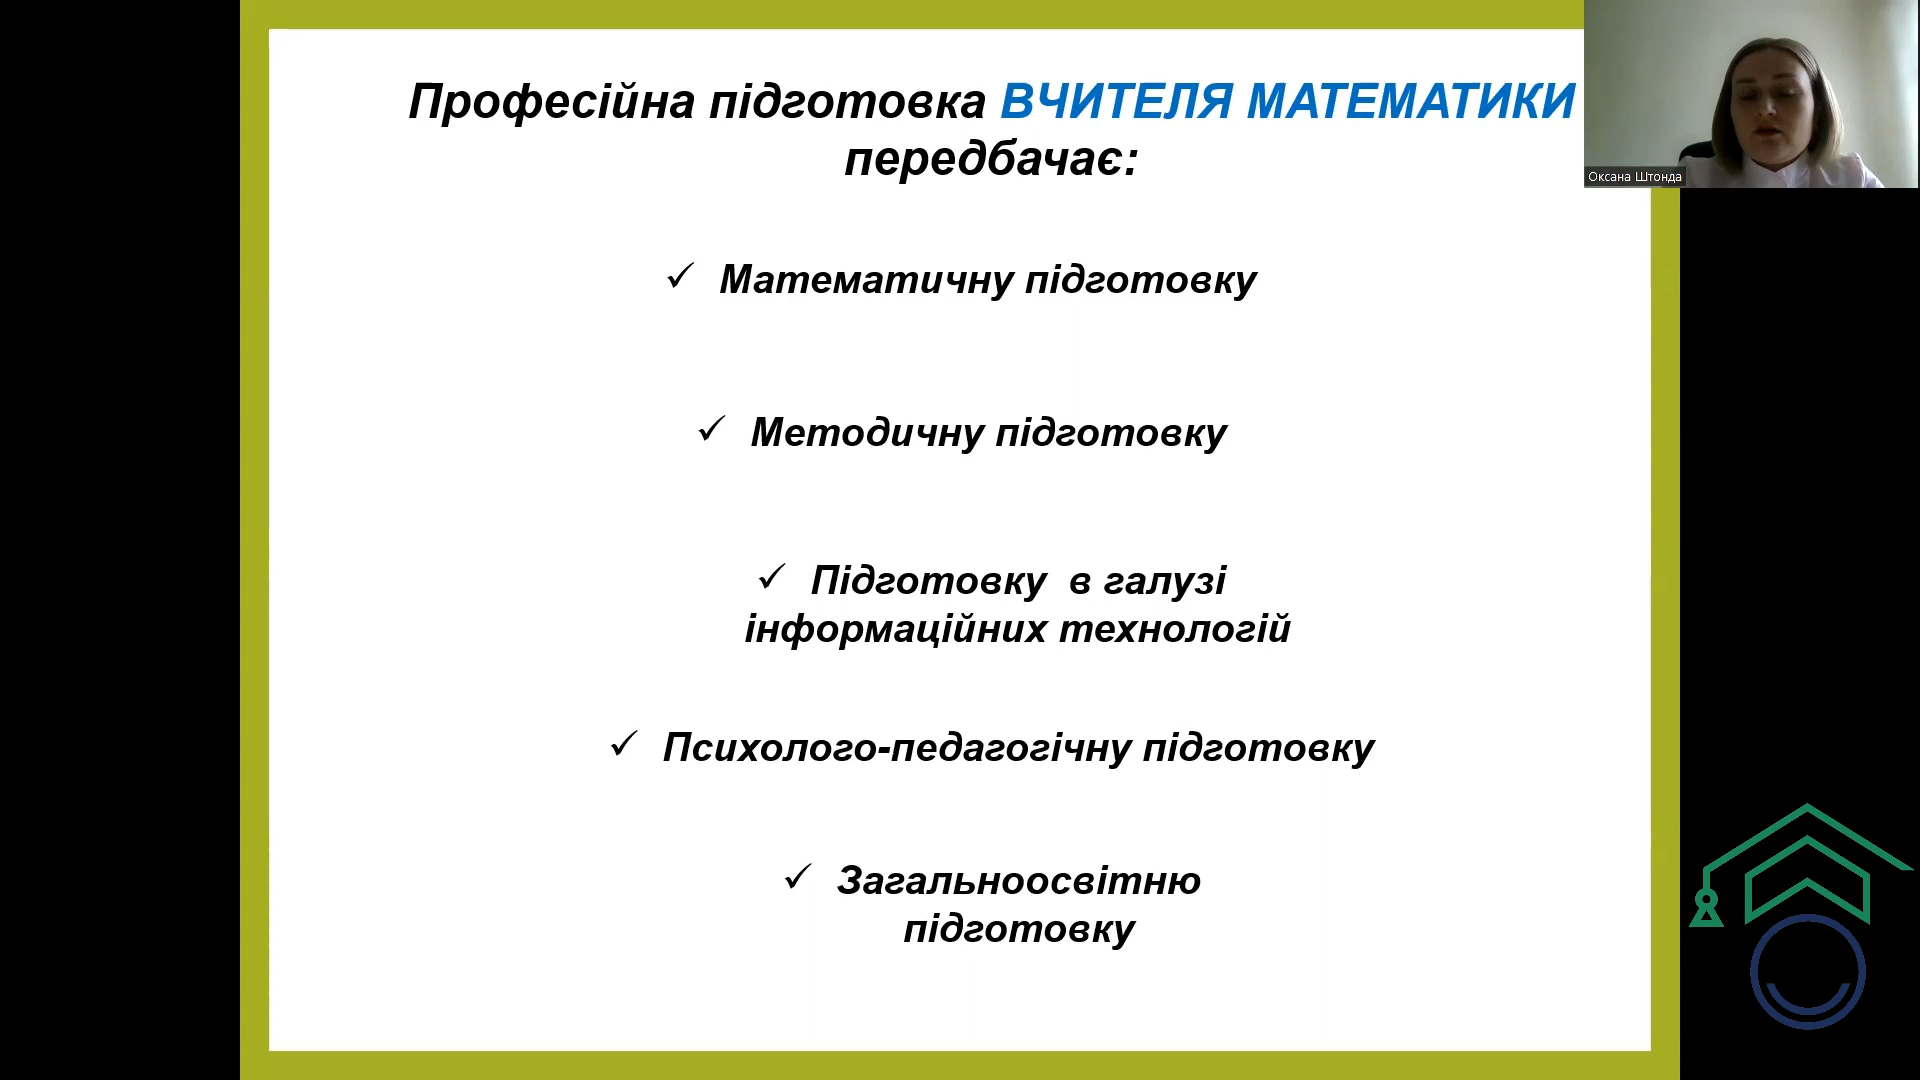 Професійна підготовка ВЧИТЕЛЯ МАТЕМАТИКИ
передбачає:
Оксана Штонда
✓ Математичну підготовку
✓ Методичну підготовку
✓ Підготовку в галузі
інформаційних технологій
✓ Психолого-педагогічну підготовку
✓ Загальноосвітню
підготовку